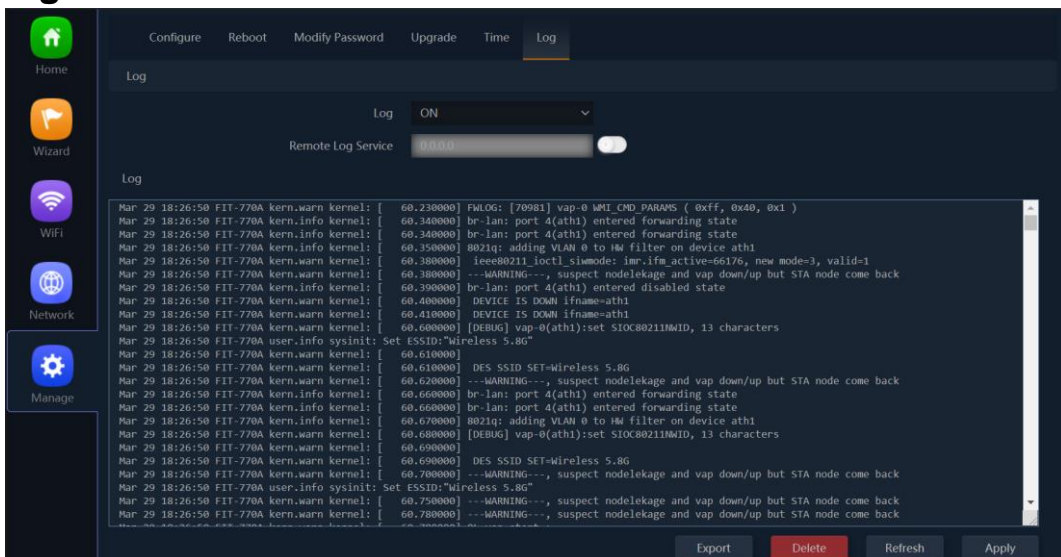 Home
Wizard
WiFi
Network
Manage
Configure Reboot Modify Password Upgrade Time Log
Log
Log ON
Remote Log Service 0.0.0.0
Log
Mar 29 18:26:50 FIT-770A kern.warn kernel: [ 60.230000] FWLOG: [70981] vap-0 WMI_CMD_PARAMS ( 0xff, 0x40, 0x1 )
Mar 29 18:26:50 FIT-770A kern.info kernel: [ 60.340000] br-lan: port 4(ath1) entered forwarding state
Mar 29 18:26:50 FIT-770A kern.info kernel: [ 60.340000] br-lan: port 4(ath1) entered forwarding state
Mar 29 18:26:50 FIT-770A kern.info kernel: [ 60.350000] 8021q: adding VLAN 0 to HW filter on device ath1
Mar 29 18:26:50 FIT-770A kern.warn kernel: [ 60.380000] ieee80211_ioctl_siwmode: imr.ifm_active=66176, new mode=3, valid=1
Mar 29 18:26:50 FIT-770A kern.warn kernel: [ 60.380000] ---WARNING---, suspect nodelekage and vap down/up but STA node come back
Mar 29 18:26:50 FIT-770A kern.info kernel: [ 60.390000] br-lan: port 4(ath1) entered disabled state
Mar 29 18:26:50 FIT-770A kern.warn kernel: [ 60.400000] DEVICE IS DOWN ifname=ath1
Mar 29 18:26:50 FIT-770A kern.warn kernel: [ 60.410000] DEVICE IS DOWN ifname=ath1
Mar 29 18:26:50 FIT-770A kern.warn kernel: [ 60.600000] [DEBUG] vap-0(ath1):set SIOC80211NWID, 13 characters
Mar 29 18:26:50 FIT-770A user.info sysinit: Set ESSID:"Wireless 5.8G"
Mar 29 18:26:50 FIT-770A kern.warn kernel: [ 60.610000]
Mar 29 18:26:50 FIT-770A kern.warn kernel: [ 60.610000] DES SSID SET=Wireless 5.8G
Mar 29 18:26:50 FIT-770A kern.warn kernel: [ 60.620000] ---WARNING---, suspect nodelekage and vap down/up but STA node come back
Mar 29 18:26:50 FIT-770A kern.info kernel: [ 60.660000] br-lan: port 4(ath1) entered forwarding state
Mar 29 18:26:50 FIT-770A kern.info kernel: [ 60.660000] br-lan: port 4(ath1) entered forwarding state
Mar 29 18:26:50 FIT-770A kern.info kernel: [ 60.670000] 8021q: adding VLAN 0 to HW filter on device ath1
Mar 29 18:26:50 FIT-770A kern.warn kernel: [ 60.680000] [DEBUG] vap-0(ath1):set SIOC80211NWID, 13 characters
Mar 29 18:26:50 FIT-770A kern.warn kernel: [ 60.690000]
Mar 29 18:26:50 FIT-770A kern.warn kernel: [ 60.690000] DES SSID SET=Wireless 5.8G
Mar 29 18:26:50 FIT-770A kern.warn kernel: [ 60.700000] ---WARNING---, suspect nodelekage and vap down/up but STA node come back
Mar 29 18:26:50 FIT-770A user.info sysinit: Set ESSID:"Wireless 5.8G"
Mar 29 18:26:50 FIT-770A kern.warn kernel: [ 60.750000] ---WARNING---, suspect nodelekage and vap down/up but STA node come back
Mar 29 18:26:50 FIT-770A kern.warn kernel: [ 60.780000] ---WARNING---, suspect nodelekage and vap down/up but STA node come back
Export Delete Refresh Apply